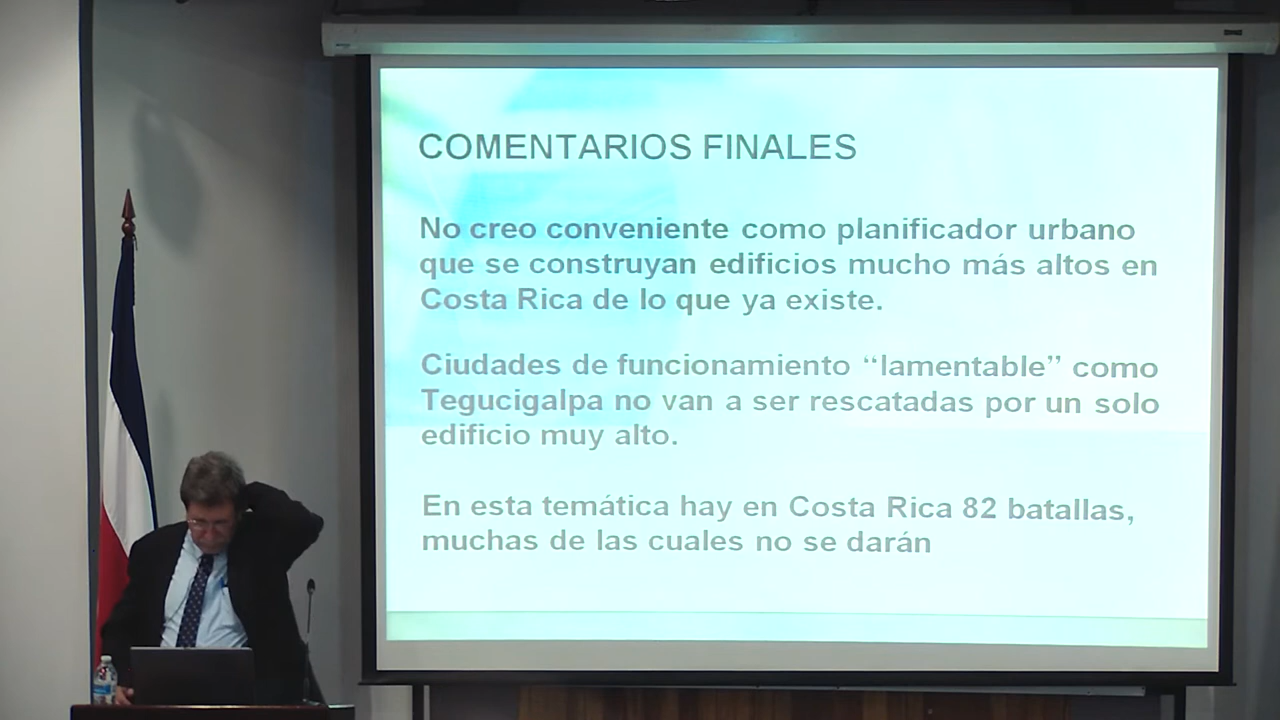 COMENTARIOS FINALES
No creo conveniente como planificador urbano
que se construyan edificios mucho más altos en
Costa Rica de lo que ya existe.
Ciudades de funcionamiento “lamentable” como
Tegucigalpa no van a ser rescatadas por un solo
edificio muy alto.
En esta temática hay en Costa Rica 82 batallas,
muchas de las cuales no se darán